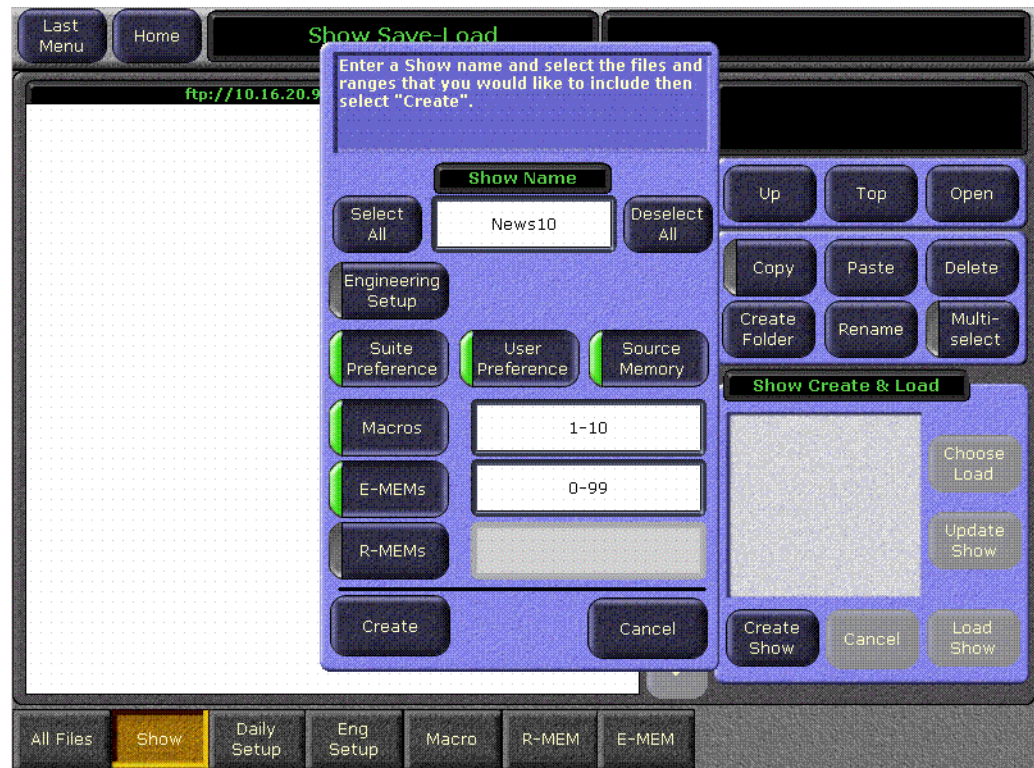 Last
Menu
Home
Show Save-Load
ftp://10.16.20.9
Enter a Show name and select the files and
ranges that you would like to include then
select "Create".
Show Name
Select
All
News10
Deselect
All
Engineering
Setup
Suite
Preference
User
Preference
Source
Memory
Macros
1-10
E-MEMs
0-99
R-MEMs
Create
Cancel
Up
Top
Open
Copy
Paste
Delete
Create
Folder
Rename
Multi-
select
Show Create & Load
Choose
Load
Update
Show
Create
Show
Cancel
Load
Show
All Files
Show
Daily
Setup
Eng
Setup
Macro
R-MEM
E-MEM